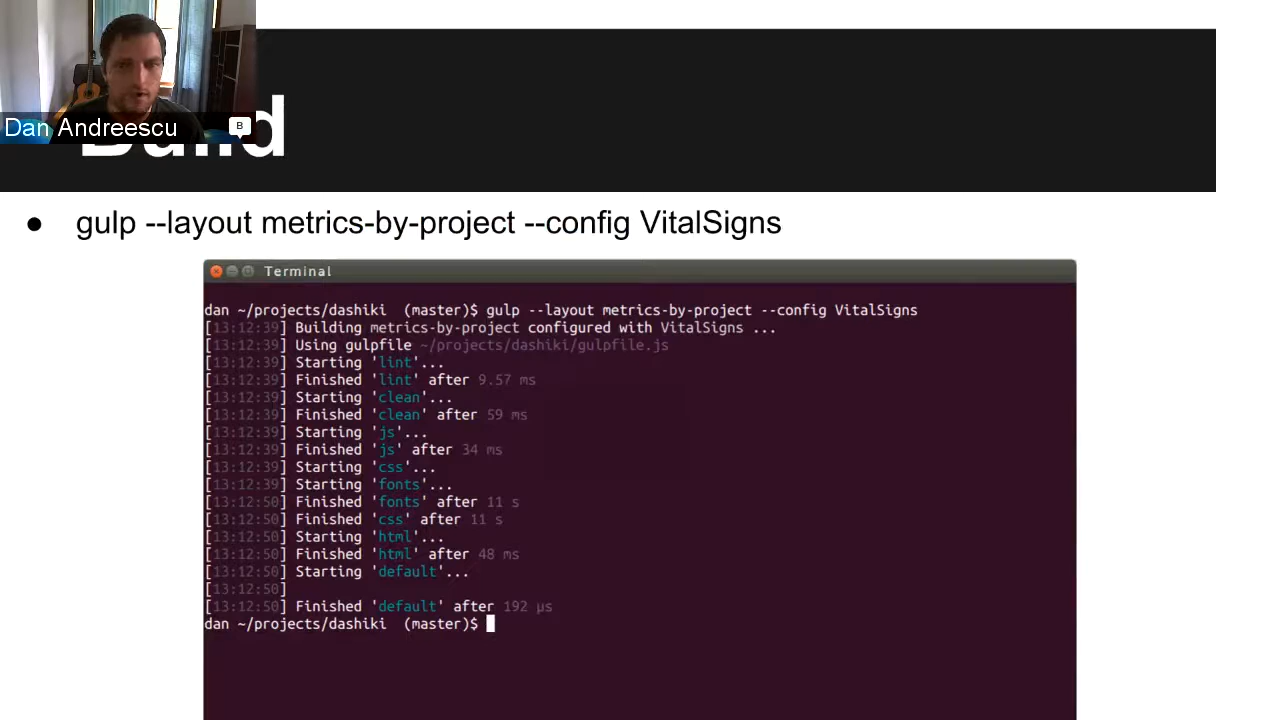 Dan Andreescu
B
Build
● gulp --layout metrics-by-project --config VitalSigns
Terminal
dan ~/projects/dashiki (master)$ gulp --layout metrics-by-project --config VitalSigns
[13:12:39] Building metrics-by-project configured with VitalSigns ...
[13:12:39] Using gulpfile ~/projects/dashiki/gulpfile.js
[13:12:39] Starting 'lint'...
[13:12:39] Finished 'lint' after 9.57 ms
[13:12:39] Starting 'clean'...
[13:12:39] Finished 'clean' after 59 ms
[13:12:39] Starting 'js'...
[13:12:39] Finished 'js' after 34 ms
[13:12:39] Starting 'css'...
[13:12:39] Starting 'fonts'...
[13:12:50] Finished 'fonts' after 11 s
[13:12:50] Finished 'css' after 11 s
[13:12:50] Starting 'html'...
[13:12:50] Finished 'html' after 48 ms
[13:12:50] Starting 'default'...
[13:12:50]
[13:12:50] Finished 'default' after 192 μs
dan ~/projects/dashiki (master)$